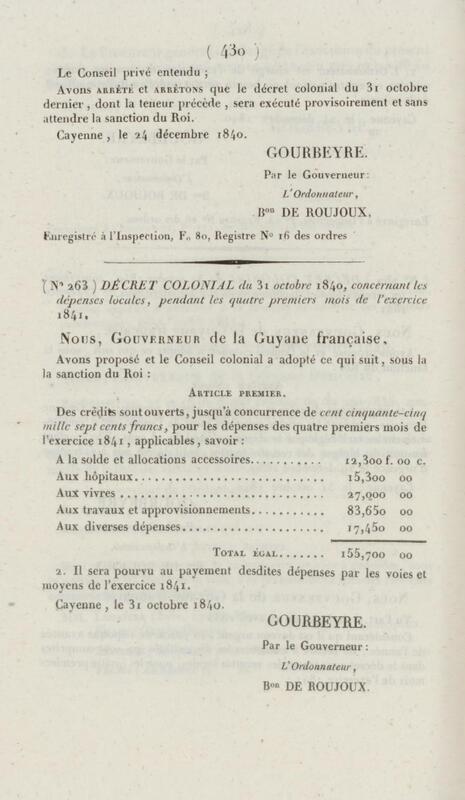 ( 430 )
Le Conseil privé entendu ;
Avons ARRÊTÉ et ARRÊTONS que le décret colonial du 31 octobre
dernier , dont la teneur précède , sera exécuté provisoirement et sans
attendre la sanction du Roi.
Cayenne , le 24 décembre 1840.
GOURBEYRE.
Par le Gouverneur:
L'Ordonnateur,
Bon DE ROUJOUX.
Enregistré à l'Inspection, F. 80, Registre No 16 des ordres
( No 263 ) DÉCRET COLONIAL du 31 octobre 1840, concernant les
dépenses locales, pendant les quatre premiers mois de l'exercice
1841.
NOUS, GOUVERNEUR de la Guyane française.
Avons proposé et le Conseil colonial a adopté ce qui suit, sous la
la sanction du Roi :
ARTICLE PREMIER.
Des crédits sont ouverts, jusqu'à concurrence de cent cinquante-cinq
mille sept cents francs, pour les dépenses des quatre premiers mois de
l'exercice 1841 , applicables, savoir :
A la solde et allocations accessoires........... 12,300 f. 00 c.
Aux hôpitaux............................ 15,300 00
Aux vivres .............................. 27,000 00
Aux travaux et approvisionnements........... 83,650 00
Aux diverses dépenses..................... 17,450 00
TOTAL ÉGAL....... 155,700 00
2. Il sera pourvu au payement desdites dépenses par les voies et
moyens de l'exercice 1841.
Cayenne , le 31 octobre 1840.
GOURBEYRE.
Par le Gouverneur :
L'Ordonnateur ,
Bon DE ROUJOUX.